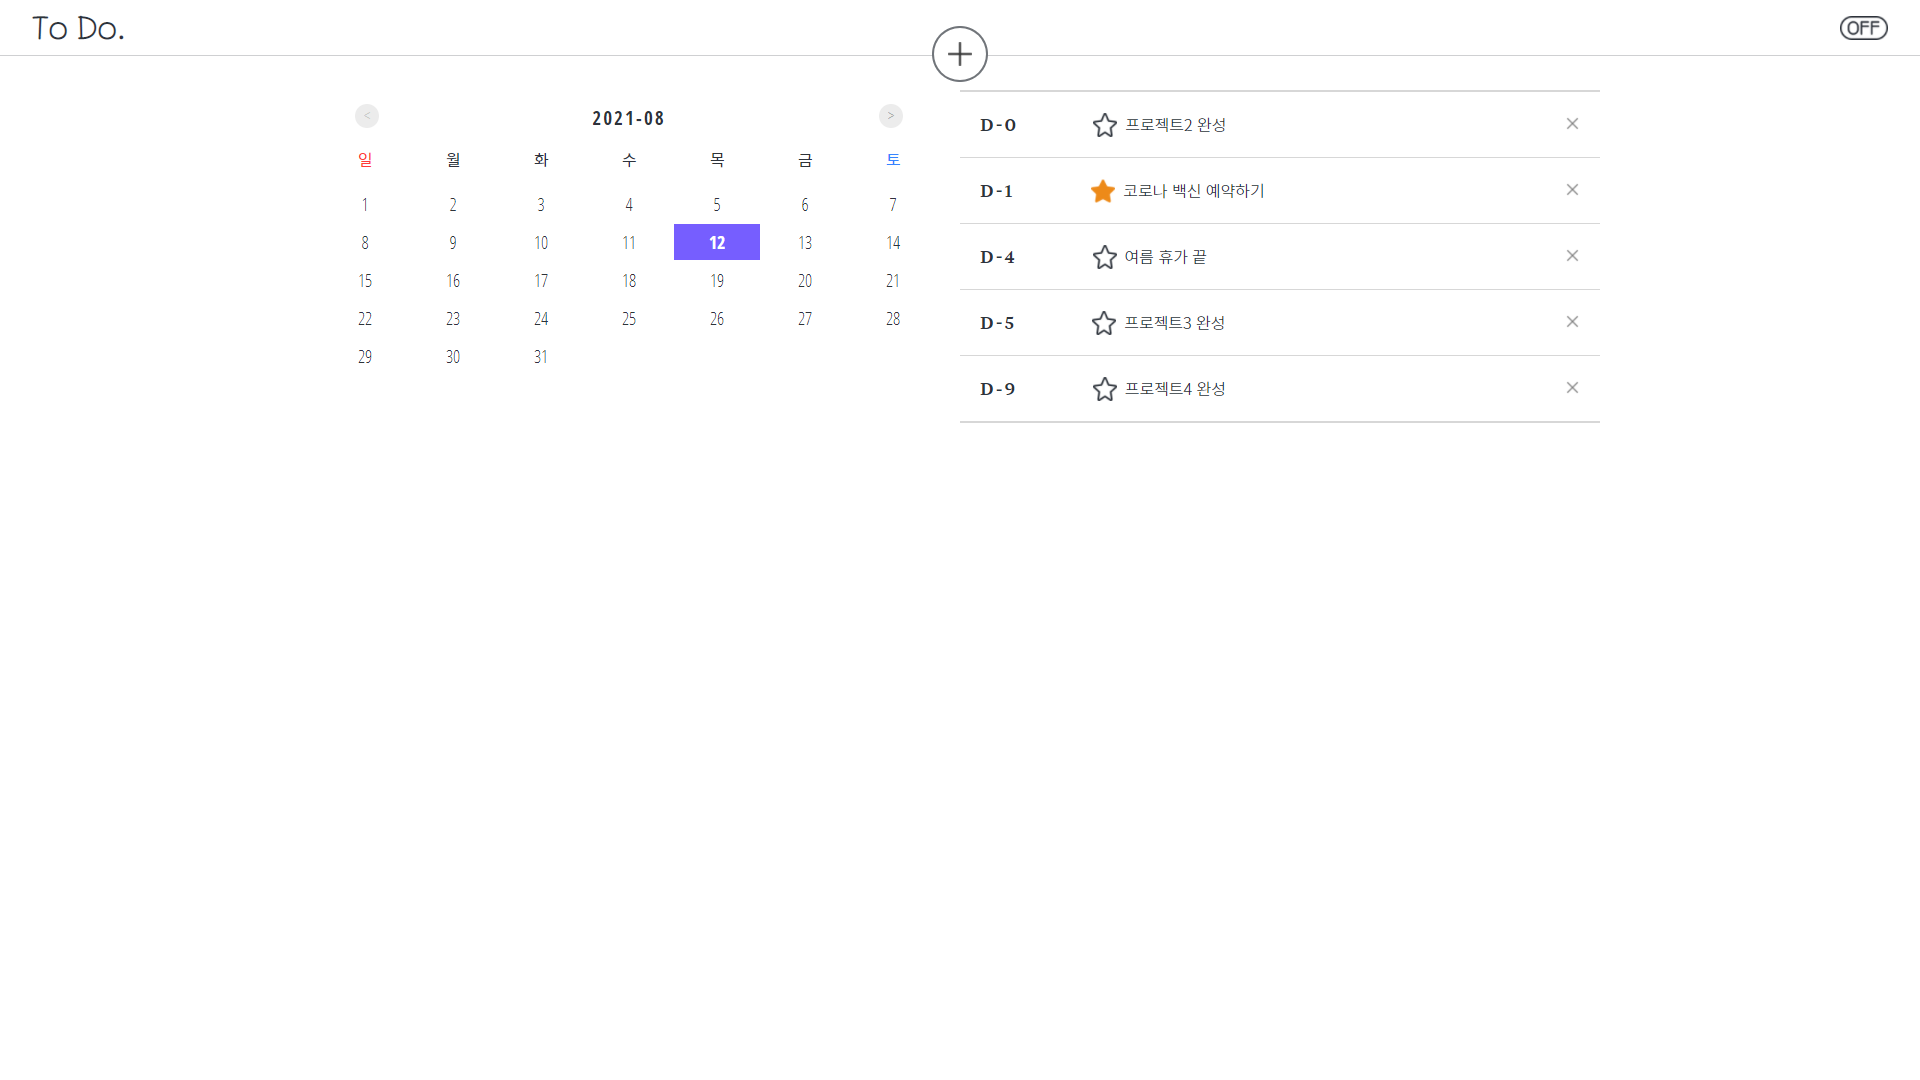 To Do.
OFF
+
< 2021-08 >
일 월 화 수 목 금 토
1 2 3 4 5 6 7
8 9 10 11 12 13 14
15 16 17 18 19 20 21
22 23 24 25 26 27 28
29 30 31
D-0 프로젝트2 완성 ×
D-1 코로나 백신 예약하기 ×
D-4 여름 휴가 끝 ×
D-5 프로젝트3 완성 ×
D-9 프로젝트4 완성 ×